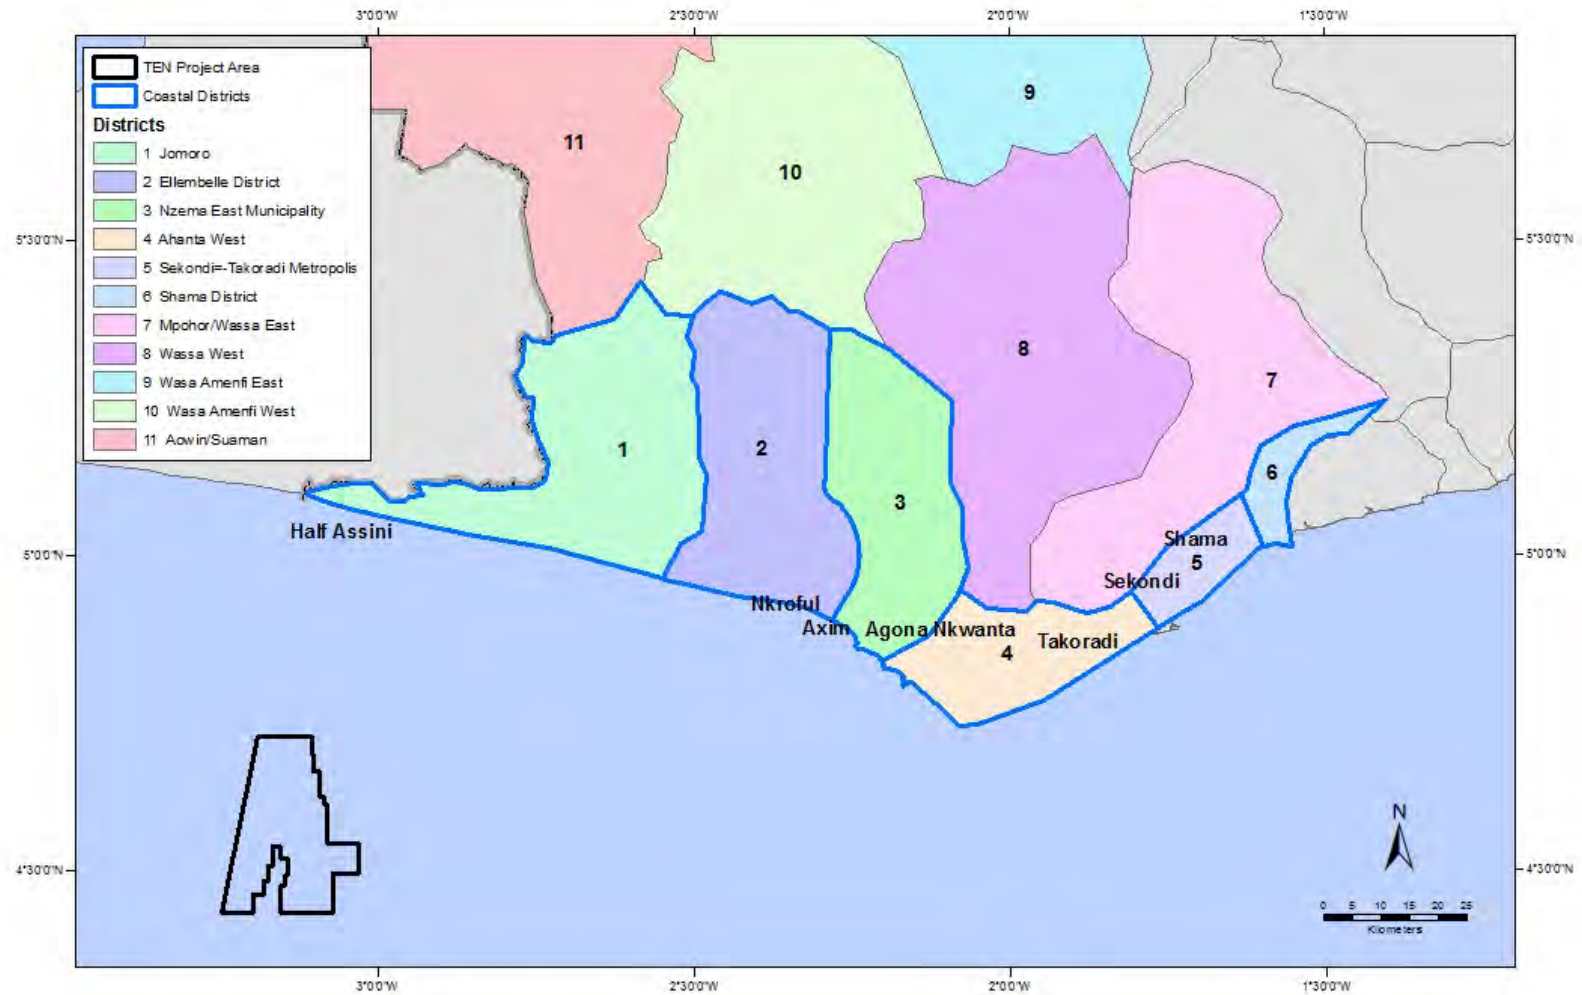 3°0'0"W 2°30'0"W 2°0'0"W 1°30'0"W
TEN Project Area
Coastal Districts
Districts
1 Jomoro
2 Ellembelle District
3 Nzema East Municipality
4 Ahanta West
5 Sekondi=-Takoradi Metropolis
6 Shama District
7 Mpohor/Wassa East
8 Wassa West
9 Wasa Amenfi East
10 Wasa Amenfi West
11 Aowin/Suaman
9
11
10
5°30'0"N 5°30'0"N
8
7
1
2
6
3
Half Assini
Shama
5°0'0"N 5°0'0"N
5
Sekondi
Nkroful
Axim
Agona Nkwanta
Takoradi
4
N
4°30'0"N 4°30'0"N
0 5 10 15 20 25
Kilometers
3°0'0"W 2°30'0"W 2°0'0"W 1°30'0"W